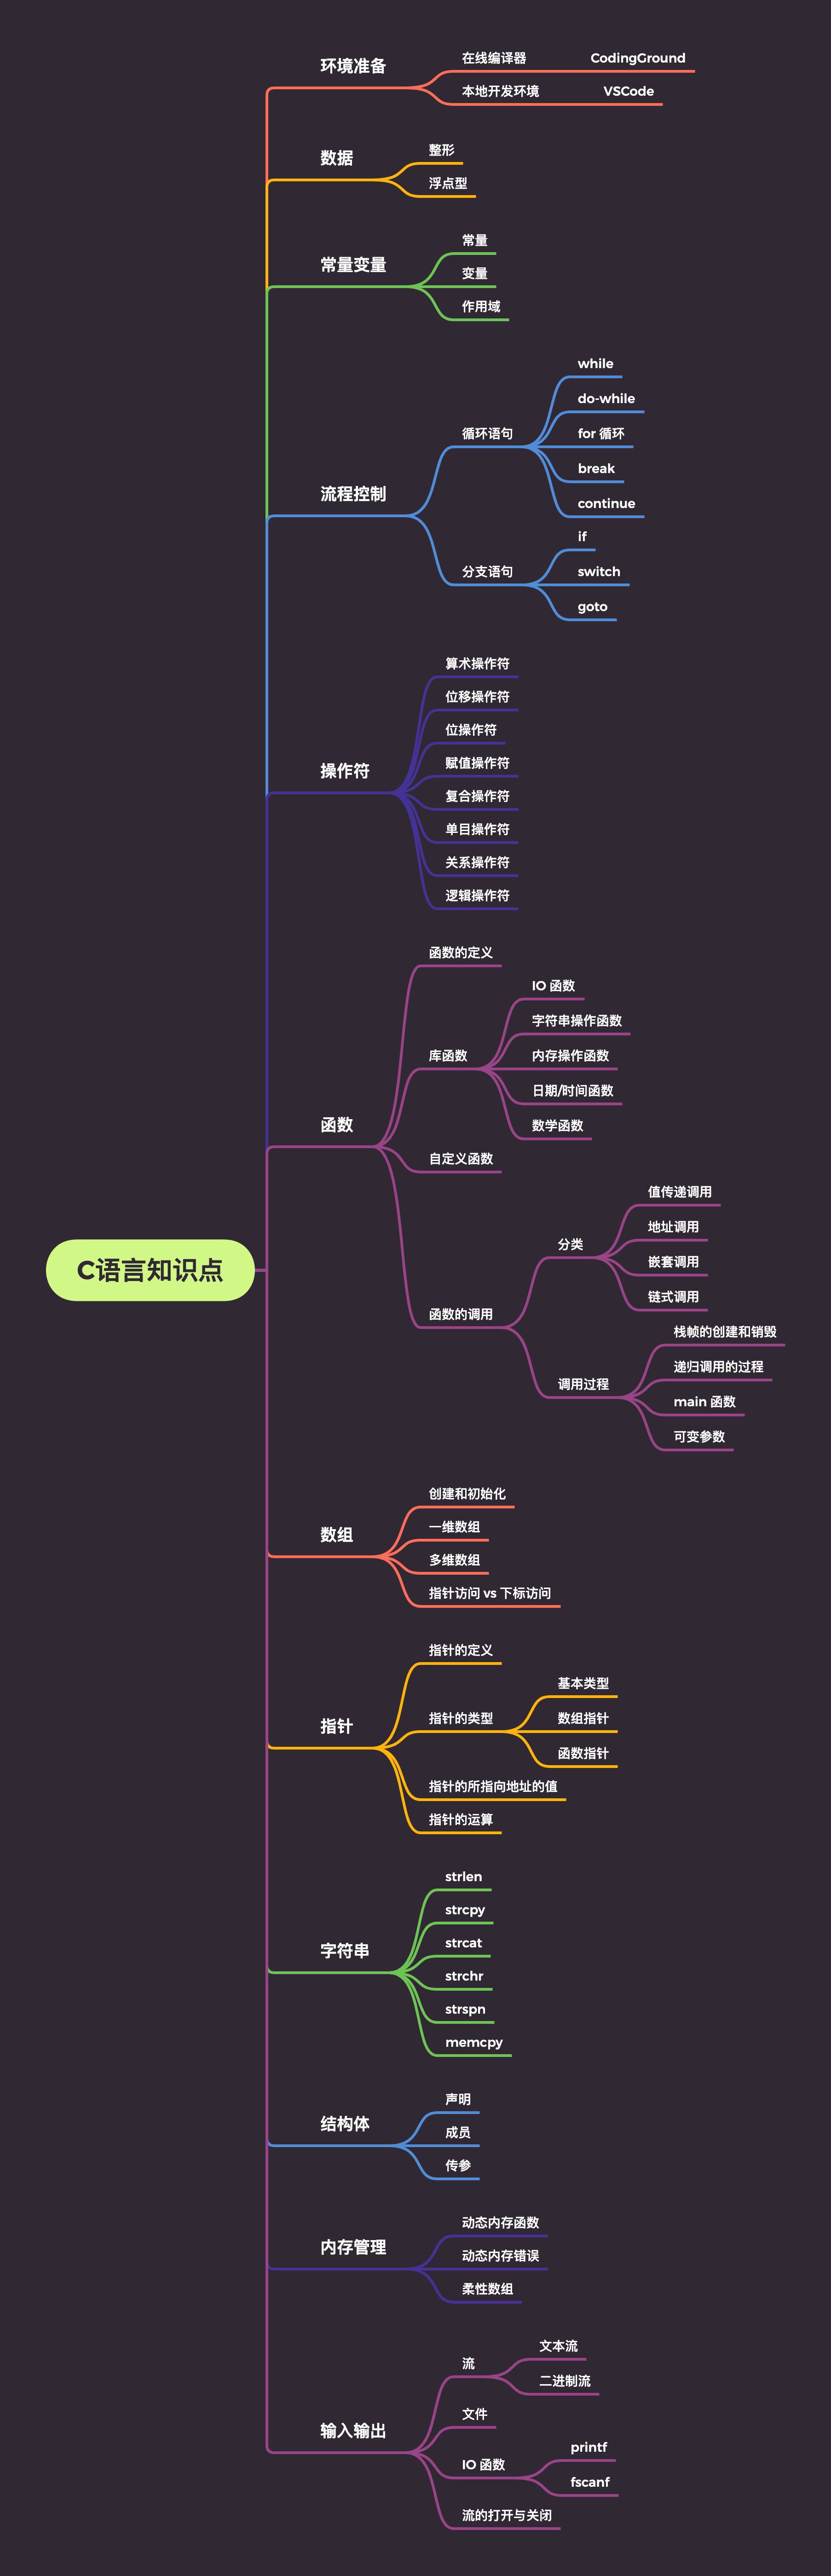 C语言知识点
环境准备
在线编译器
CodingGround
本地开发环境
VSCode
数据
整形
浮点型
常量变量
常量
变量
作用域
流程控制
循环语句
while
do-while
for 循环
break
continue
分支语句
if
switch
goto
操作符
算术操作符
位移操作符
位操作符
赋值操作符
复合操作符
单目操作符
关系操作符
逻辑操作符
函数
函数的定义
库函数
IO 函数
字符串操作函数
内存操作函数
日期/时间函数
数学函数
自定义函数
函数的调用
分类
值传递调用
地址调用
嵌套调用
链式调用
调用过程
栈帧的创建和销毁
递归调用的过程
main 函数
可变参数
数组
创建和初始化
一维数组
多维数组
指针访问 vs 下标访问
指针
指针的定义
指针的类型
基本类型
数组指针
函数指针
指针的所指向地址的值
指针的运算
字符串
strlen
strcpy
strcat
strchr
strspn
memcpy
结构体
声明
成员
传参
内存管理
动态内存函数
动态内存错误
柔性数组
输入输出
流
文本流
二进制流
文件
IO 函数
printf
fscanf
流的打开与关闭